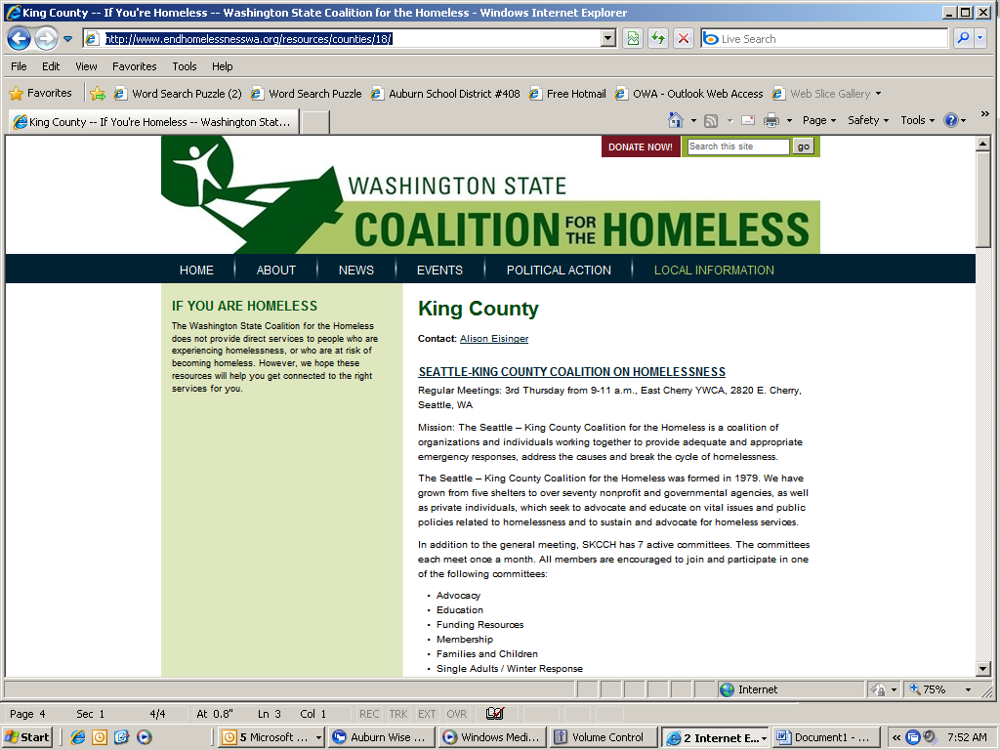 King County -- If You're Homeless -- Washington State Coalition for the Homeless - Windows Internet Explorer
http://www.endhomelessnesswa.org/resources/counties/18/
Live Search
File Edit View Favorites Tools Help
Favorites Word Search Puzzle (2) Word Search Puzzle Auburn School District #408 Free Hotmail OWA - Outlook Web Access Web Slice Gallery
King County -- If You're Homeless -- Washington Stat...
Page Safety Tools »
DONATE NOW! Search this site go
WASHINGTON STATE
COALITION FOR THE HOMELESS
HOME ABOUT NEWS EVENTS POLITICAL ACTION LOCAL INFORMATION
IF YOU ARE HOMELESS
The Washington State Coalition for the Homeless
does not provide direct services to people who are
experiencing homelessness, or who are at risk of
becoming homeless. However, we hope these
resources will help you get connected to the right
services for you.
King County
Contact: Alison Eisinger
SEATTLE-KING COUNTY COALITION ON HOMELESSNESS
Regular Meetings: 3rd Thursday from 9-11 a.m., East Cherry YWCA, 2820 E. Cherry,
Seattle, WA
Mission: The Seattle – King County Coalition for the Homeless is a coalition of
organizations and individuals working together to provide adequate and appropriate
emergency responses, address the causes and break the cycle of homelessness.
The Seattle – King County Coalition for the Homeless was formed in 1979. We have
grown from five shelters to over seventy nonprofit and governmental agencies, as well
as private individuals, which seek to advocate and educate on vital issues and public
policies related to homelessness and to sustain and advocate for homeless services.
In addition to the general meeting, SKCCH has 7 active committees. The committees
each meet once a month. All members are encouraged to join and participate in one
of the following committees:
• Advocacy
• Education
• Funding Resources
• Membership
• Families and Children
• Single Adults / Winter Response
Internet 75%
Page 4 Sec 1 4/4 At 0.8" Ln 3 Col 1 REC TRK EXT OVR
Start 5 Microsoft ... Auburn Wise ... Windows Medi... Volume Control 2 Internet E... Document1 - ... « 7:52 AM